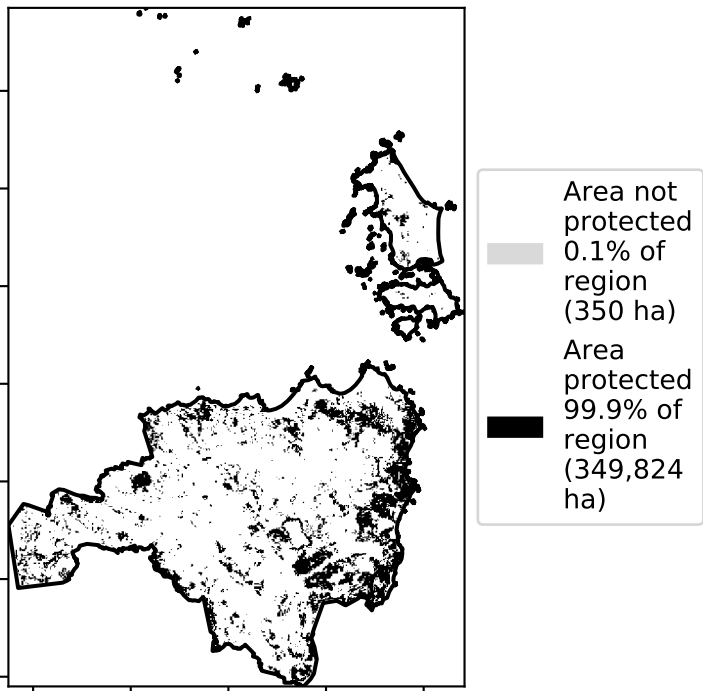 Area not
protected
0.1% of
region
(350 ha)
Area
protected
99.9% of
region
(349,824
ha)